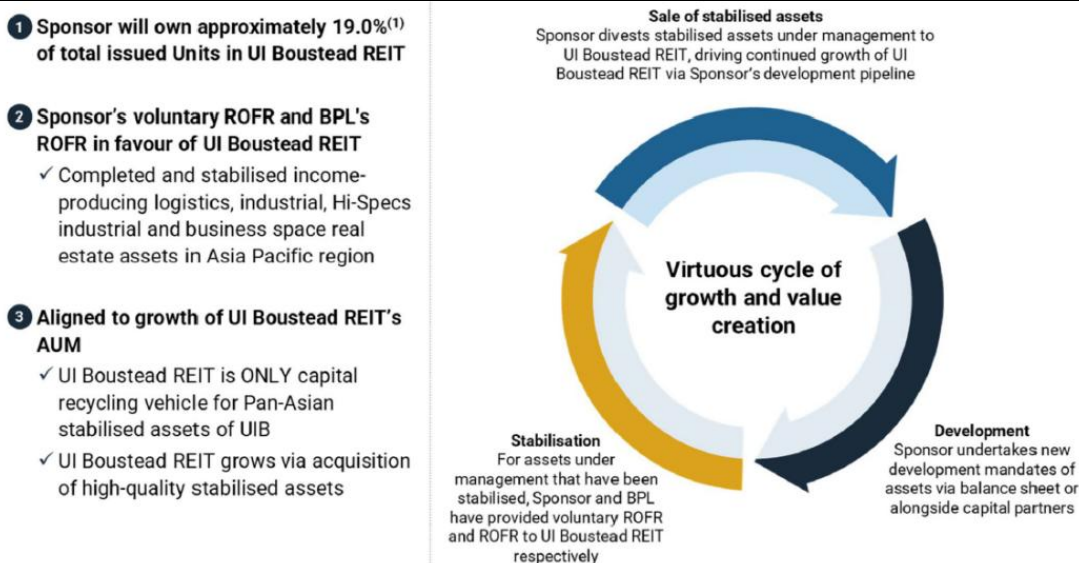 1 Sponsor will own approximately 19.0%(1)
of total issued Units in UI Boustead REIT
2 Sponsor's voluntary ROFR and BPL's
ROFR in favour of UI Boustead REIT
✓ Completed and stabilised income-
producing logistics, industrial, Hi-Specs
industrial and business space real
estate assets in Asia Pacific region
3 Aligned to growth of UI Boustead REIT's
AUM
✓ UI Boustead REIT is ONLY capital
recycling vehicle for Pan-Asian
stabilised assets of UIB
✓ UI Boustead REIT grows via acquisition
of high-quality stabilised assets
Sale of stabilised assets
Sponsor divests stabilised assets under management to
UI Boustead REIT, driving continued growth of UI
Boustead REIT via Sponsor's development pipeline
Virtuous cycle of
growth and value
creation
Development
Sponsor undertakes new
development mandates of
assets via balance sheet or
alongside capital partners
Stabilisation
For assets under
management that have been
stabilised, Sponsor and BPL
have provided voluntary ROFR
and ROFR to UI Boustead REIT
respectively